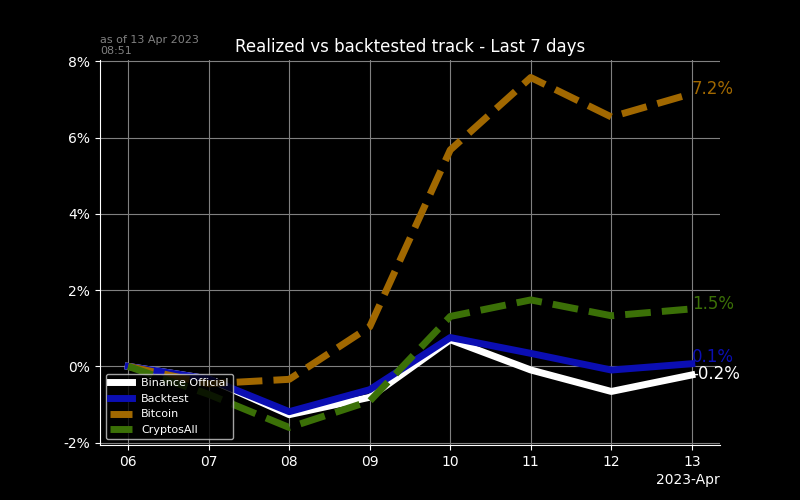 as of 13 Apr 2023
08:51
Realized vs backtested track - Last 7 days
8%
6%
4%
2%
0%
-2%
7.2%
1.5%
0.1%
-0.2%
Binance Official
Backtest
Bitcoin
CryptosAll
06 07 08 09 10 11 12 13
2023-Apr